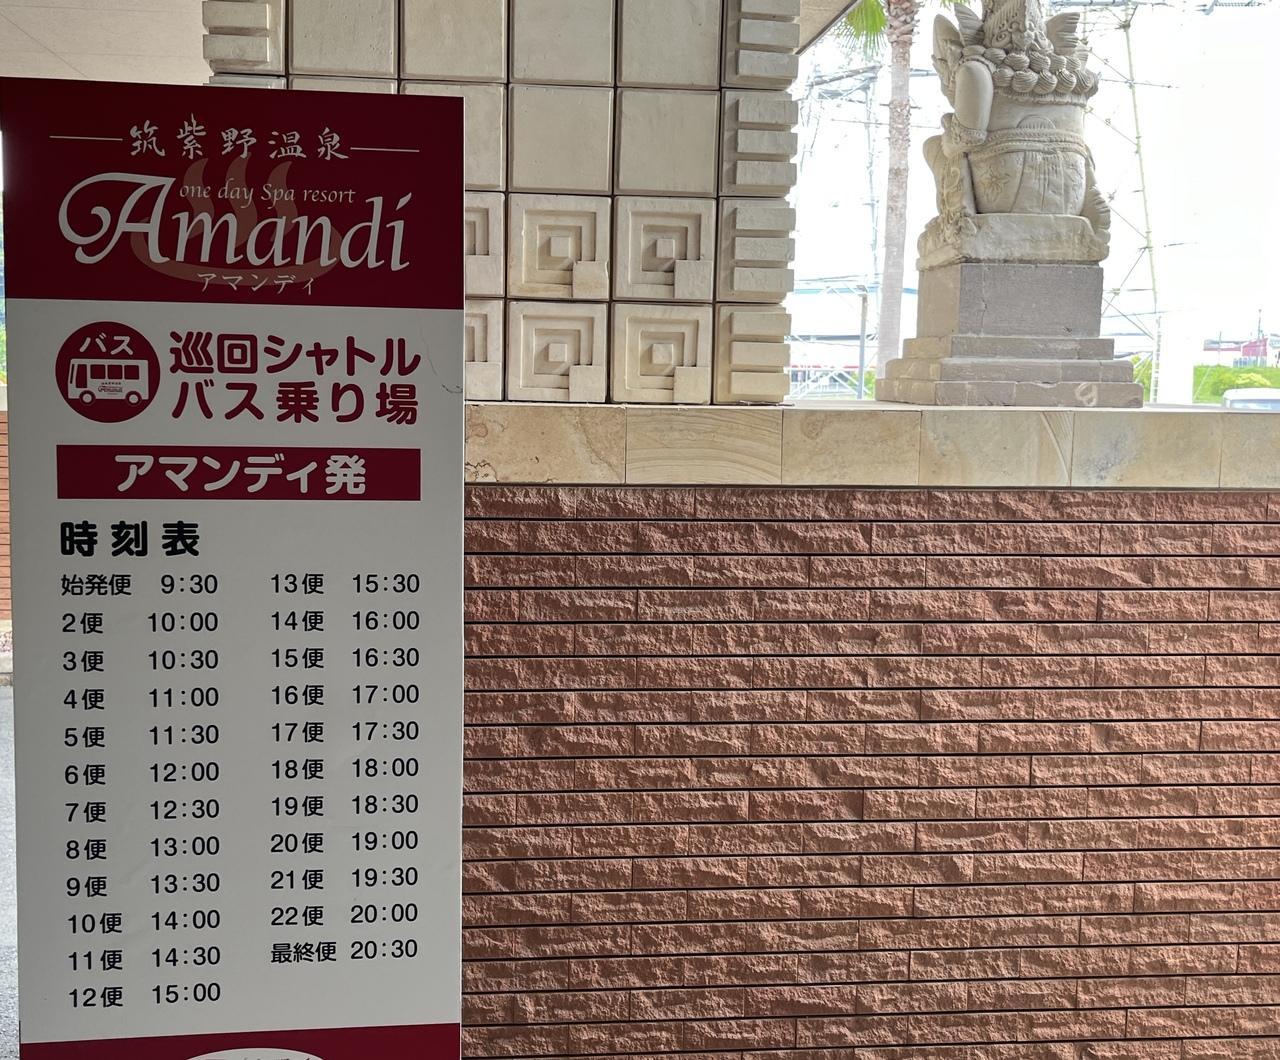 筑紫野温泉
one day Spa resort
Amandi
アマンディ
バス
巡回シャトル
バス乗り場
アマンディ発
時刻表
始発便 9:30
2便 10:00
3便 10:30
4便 11:00
5便 11:30
6便 12:00
7便 12:30
8便 13:00
9便 13:30
10便 14:00
11便 14:30
12便 15:00
13便 15:30
14便 16:00
15便 16:30
16便 17:00
17便 17:30
18便 18:00
19便 18:30
20便 19:00
21便 19:30
22便 20:00
最終便 20:30